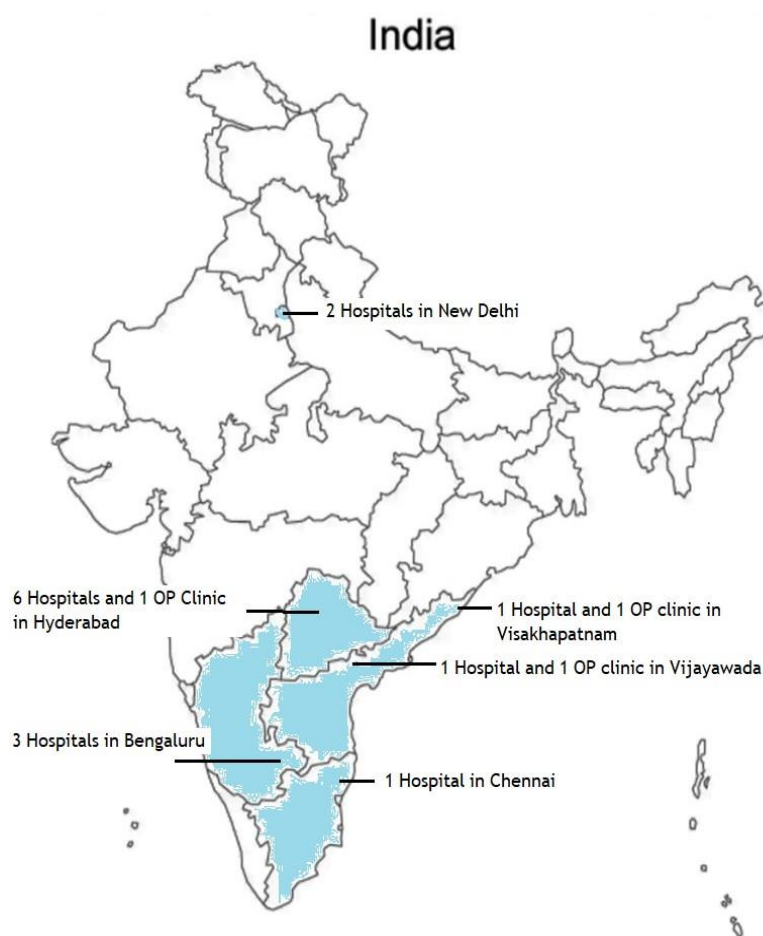 India
2 Hospitals in New Delhi
6 Hospitals and 1 OP Clinic
in Hyderabad
1 Hospital and 1 OP clinic in
Visakhapatnam
1 Hospital and 1 OP clinic in Vijayawada
3 Hospitals in Bengaluru
1 Hospital in Chennai